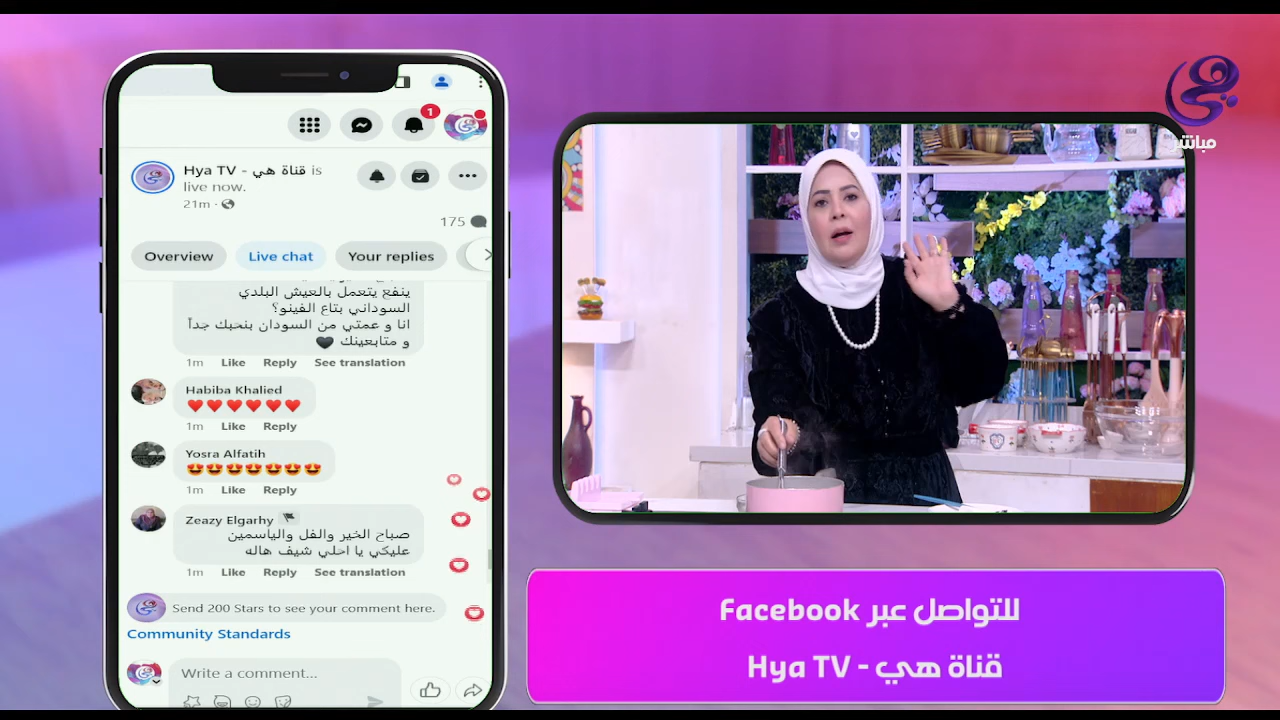 مباشر
1
Hya TV - قناة هي is
live now.
21m
175
Overview
Live chat
Your replies
ينفع يتعمل بالعيش البلدي
السوداني بتاع الفينو؟
انا و عمتي من السودان بنحبك جداً
و متابعينك 🖤
1m Like Reply See translation
Habiba Khalied
❤️❤️❤️❤️❤️❤️
1m Like Reply
Yosra Alfatih
😍😍😍😍😍😍😍
1m Like Reply
Zeazy Elgarhy
صباح الخير والفل والياسمين
عليكي يا احلي شيف هاله
1m Like Reply See translation
Send 200 Stars to see your comment here.
Community Standards
Write a comment...
للتواصل عبر Facebook
قناة هي - Hya TV